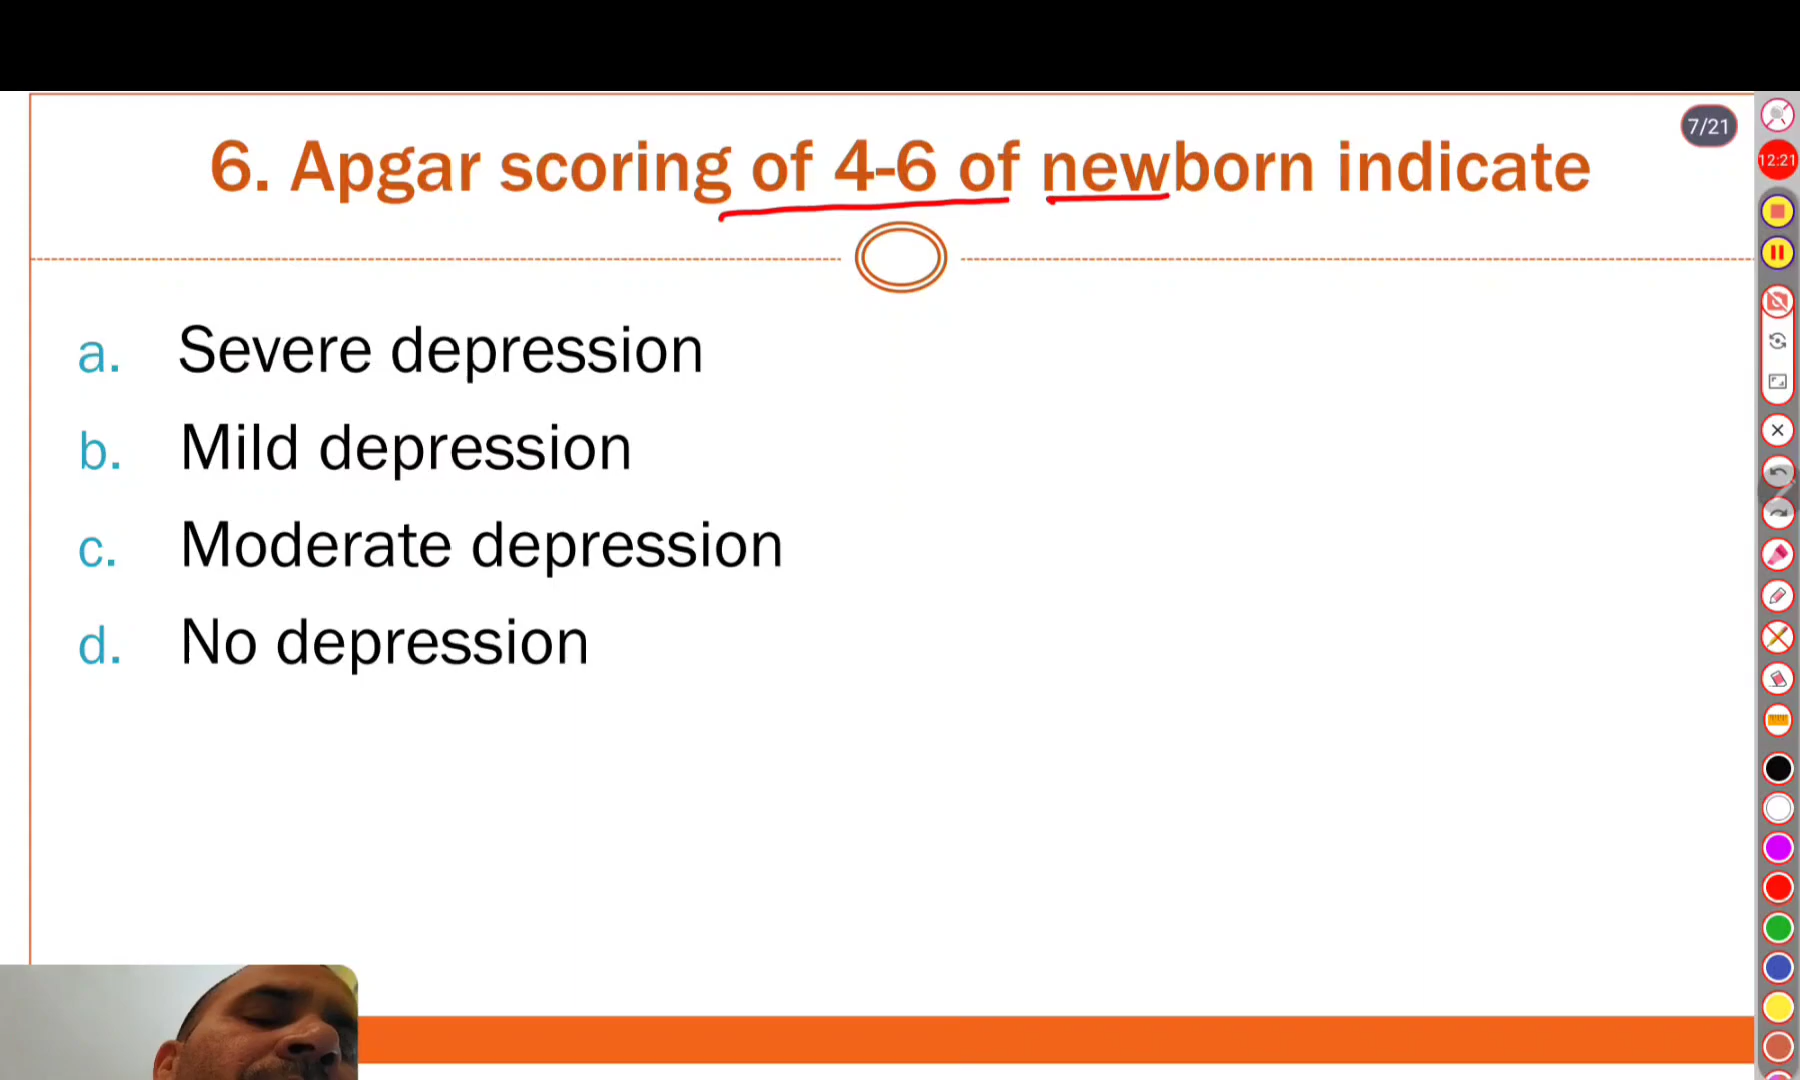 6. Apgar scoring of 4-6 of newborn indicate
7/21
12:21
a. Severe depression
b. Mild depression
c. Moderate depression
d. No depression